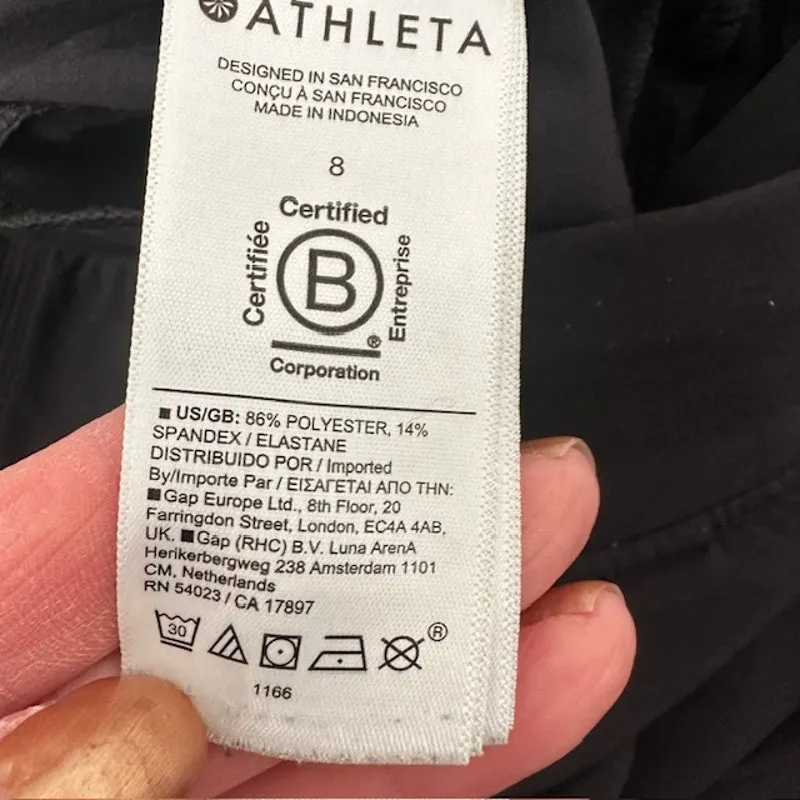 ATHLETA
DESIGNED IN SAN FRANCISCO
CONÇU À SAN FRANCISCO
MADE IN INDONESIA
8
Certified
Certifiée
B
Entreprise
®
Corporation
US/GB: 86% POLYESTER, 14%
SPANDEX / ELASTANE
DISTRIBUIDO POR / Imported
By/Importe Par / ΕΙΣΑΓΕΤΑΙ ΑΠΟ ΤΗΝ:
Gap Europe Ltd., 8th Floor, 20
Farringdon Street, London, EC4A 4AB,
UK. Gap (RHC) B.V. Luna ArenA
Herikerbergweg 238 Amsterdam 1101
CM, Netherlands
RN 54023 / CA 17897
30 ®
1166